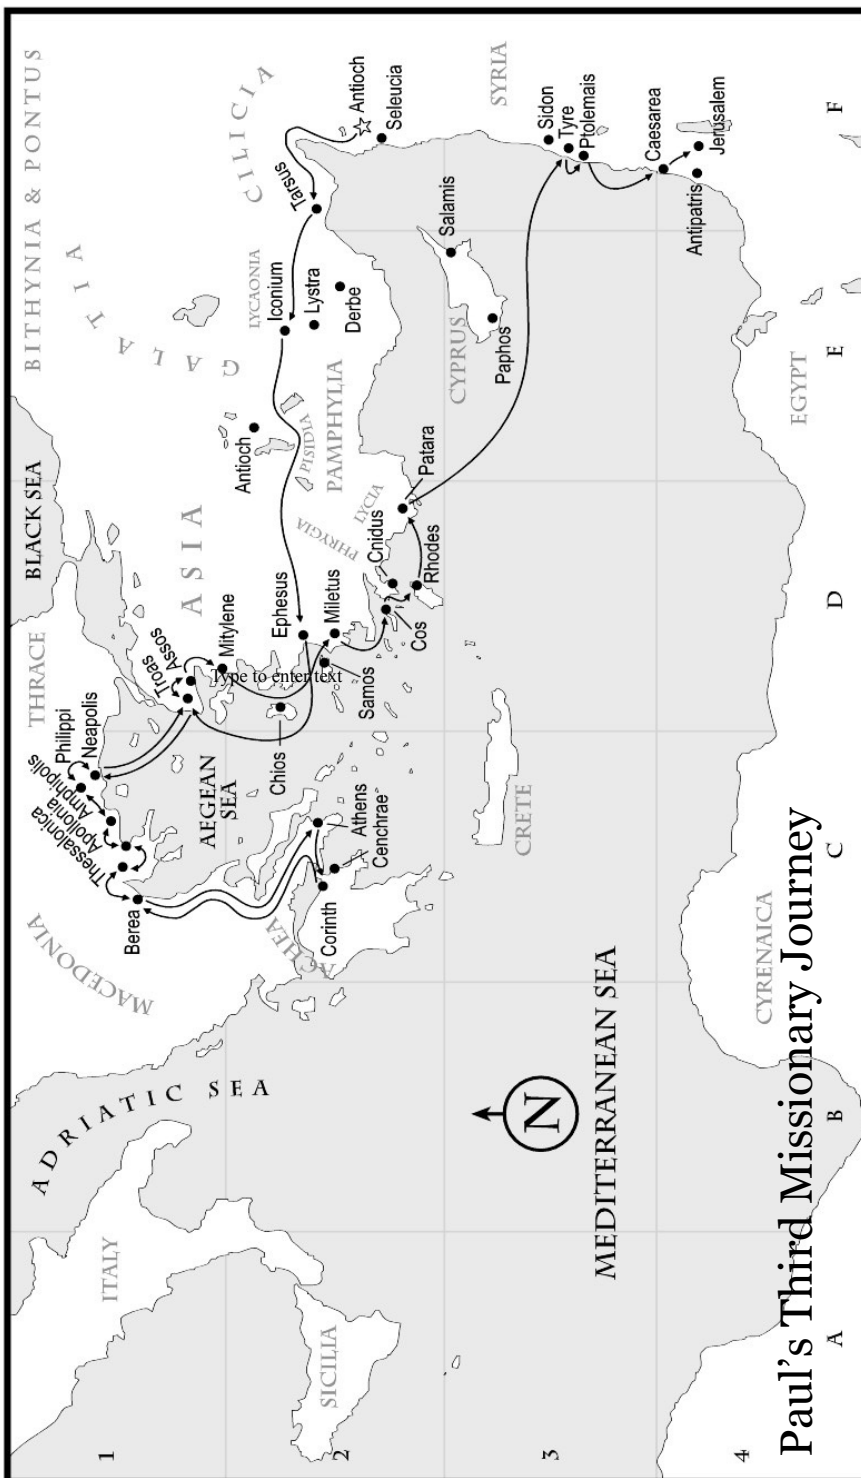 BITHYNIA & PONTUS
BLACK SEA
THRACE
MACEDONIA
ADRIATIC SEA
ITALY
SICILIA
GALATIA
CILICIA
LYCAONIA
ASIA
PISIDIA
PAMPHYLIA
PHRYGIA
LYCIA
SYRIA
CYPRUS
CRETE
ACHEA
AEGEAN
SEA
EGYPT
CYRENAICA
MEDITERRANEAN SEA
N
Philippi
Neapolis
Amphipolis
Apollonia
Thessalonica
Berea
Troas
Assos
Mitylene
Type to enter text
Chios
Ephesus
Samos
Miletus
Athens
Cenchrae
Corinth
Cos
Cnidus
Rhodes
Patara
Antioch
Iconium
Lystra
Derbe
Tarsus
Antioch
Seleucia
Salamis
Paphos
Sidon
Tyre
Ptolemais
Caesarea
Jerusalem
Antipatris
1
2
3
4
A
B
C
D
E
F
Paul's Third Missionary Journey